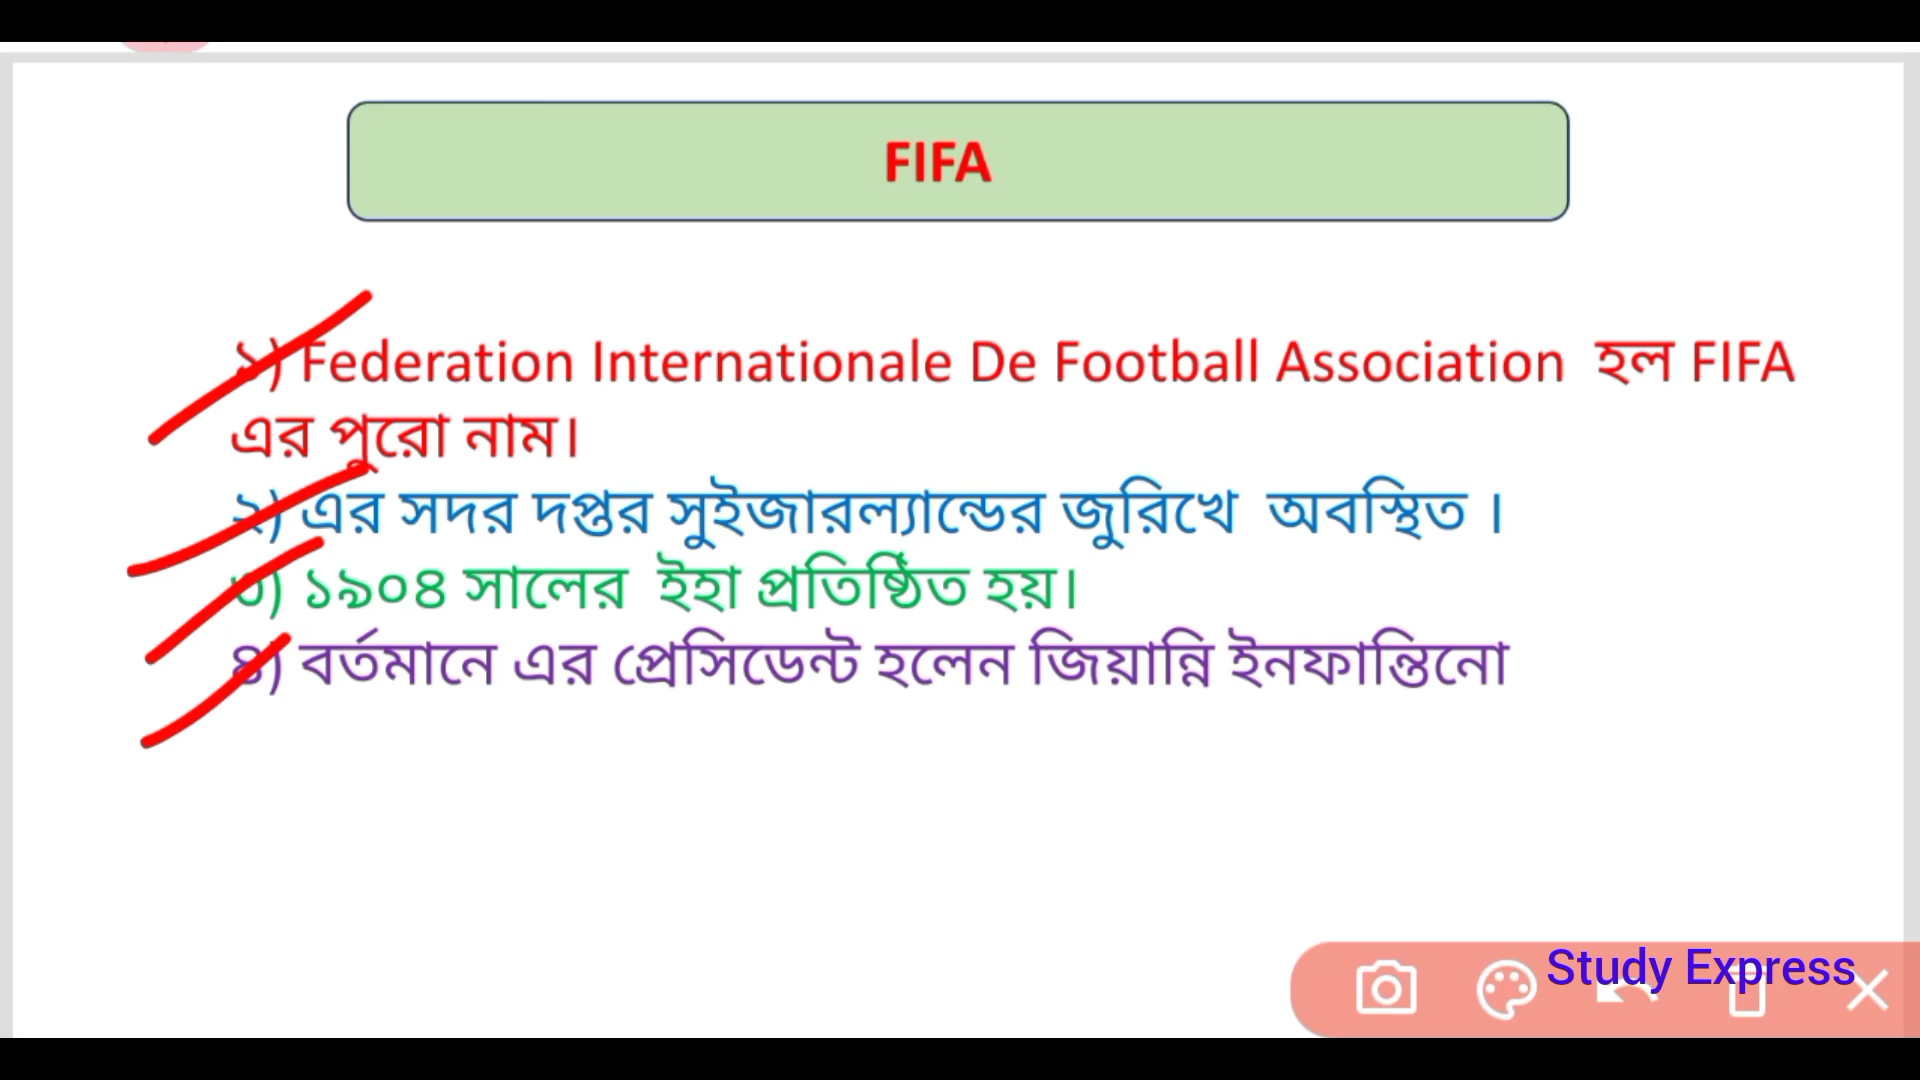 FIFA
১) Federation Internationale De Football Association হল FIFA
এর পুরো নাম।
২) এর সদর দপ্তর সুইজারল্যান্ডের জুরিখে অবস্থিত ।
৩) ১৯০৪ সালের ইহা প্রতিষ্ঠিত হয়।
৪) বর্তমানে এর প্রেসিডেন্ট হলেন জিয়ান্নি ইনফান্তিনো
Study Express